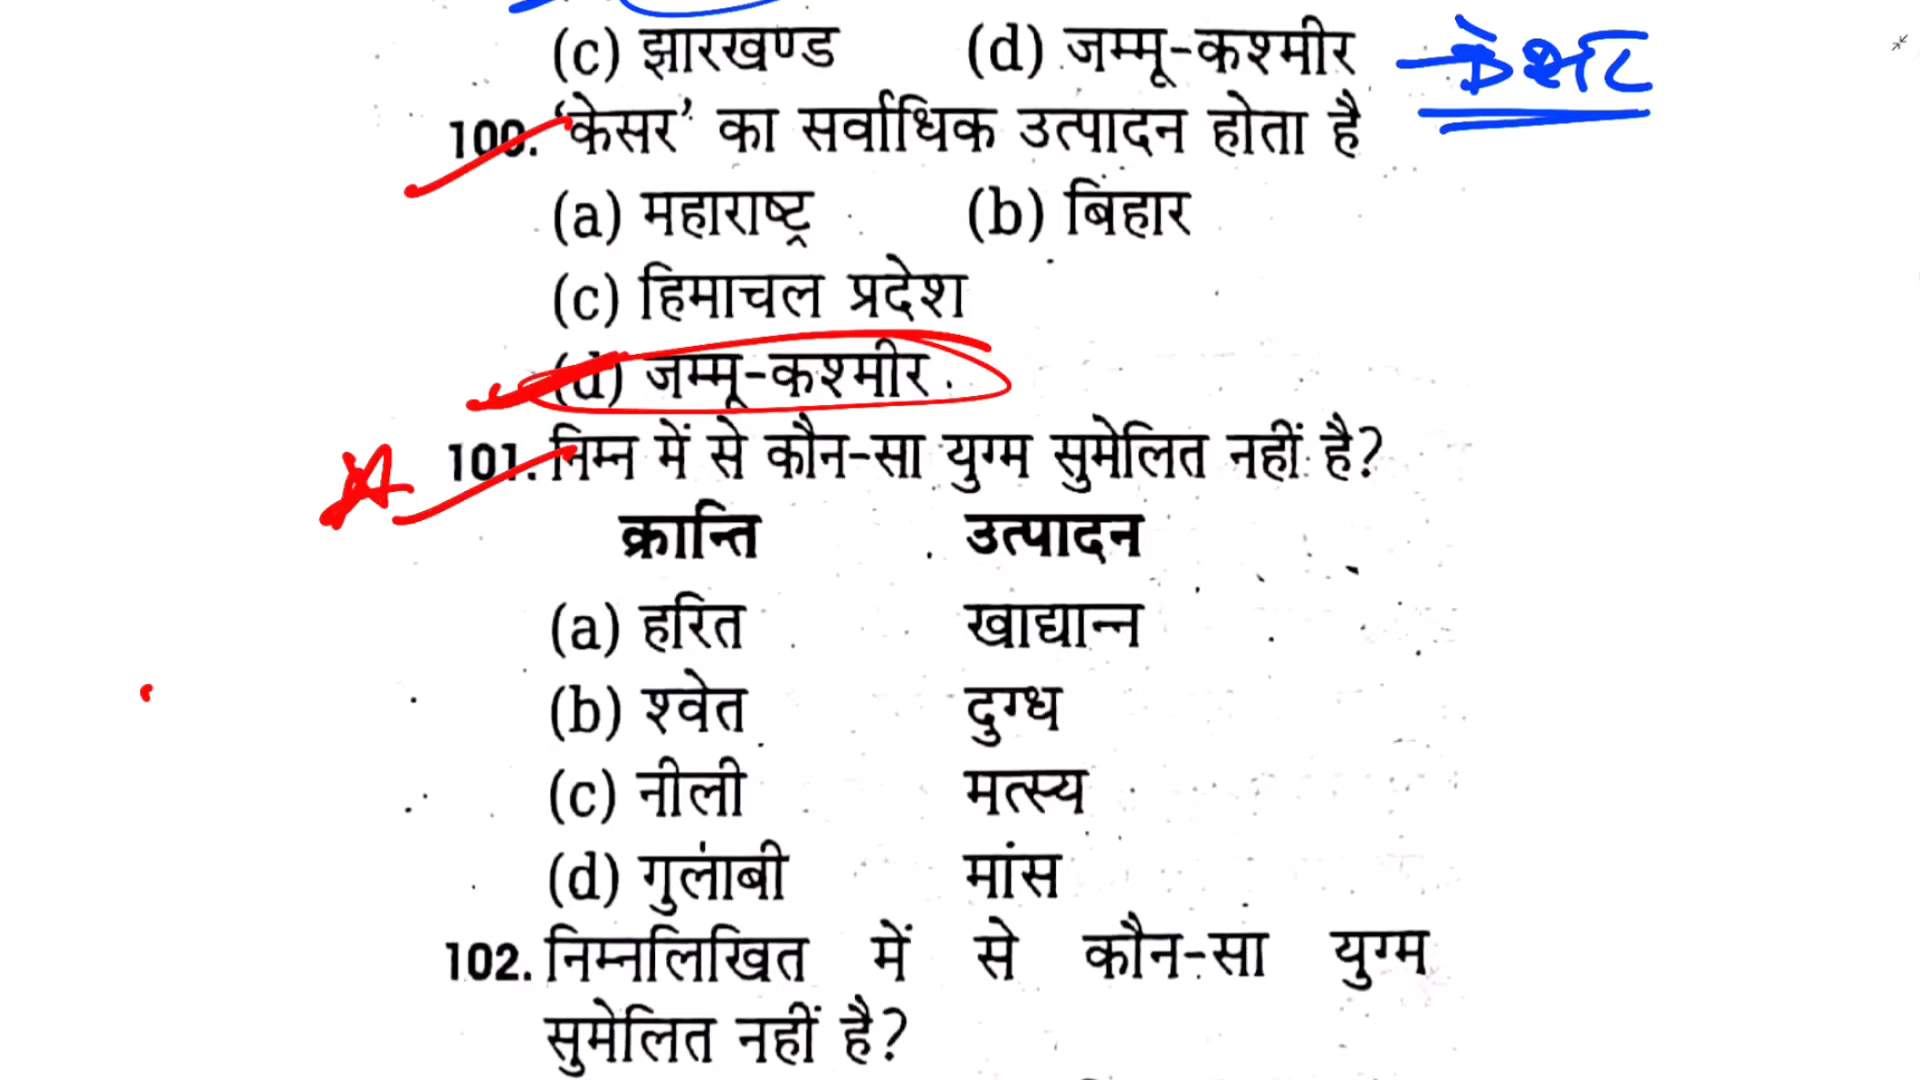 (c) झारखण्ड (d) जम्मू-कश्मीर
100. ‘केसर’ का सर्वाधिक उत्पादन होता है
(a) महाराष्ट्र (b) बिहार
(c) हिमाचल प्रदेश
(d) जम्मू-कश्मीर
101. निम्न में से कौन-सा युग्म सुमेलित नहीं है?
क्रान्ति उत्पादन
(a) हरित खाद्यान्न
(b) श्वेत दुग्ध
(c) नीली मत्स्य
(d) गुलाबी मांस
102. निम्नलिखित में से कौन-सा युग्म
सुमेलित नहीं है?